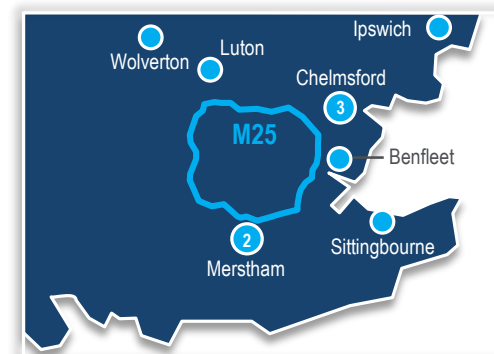 Ipswich
Luton
Wolverton
Chelmsford
3
M25
Benfleet
2
Sittingbourne
Merstham